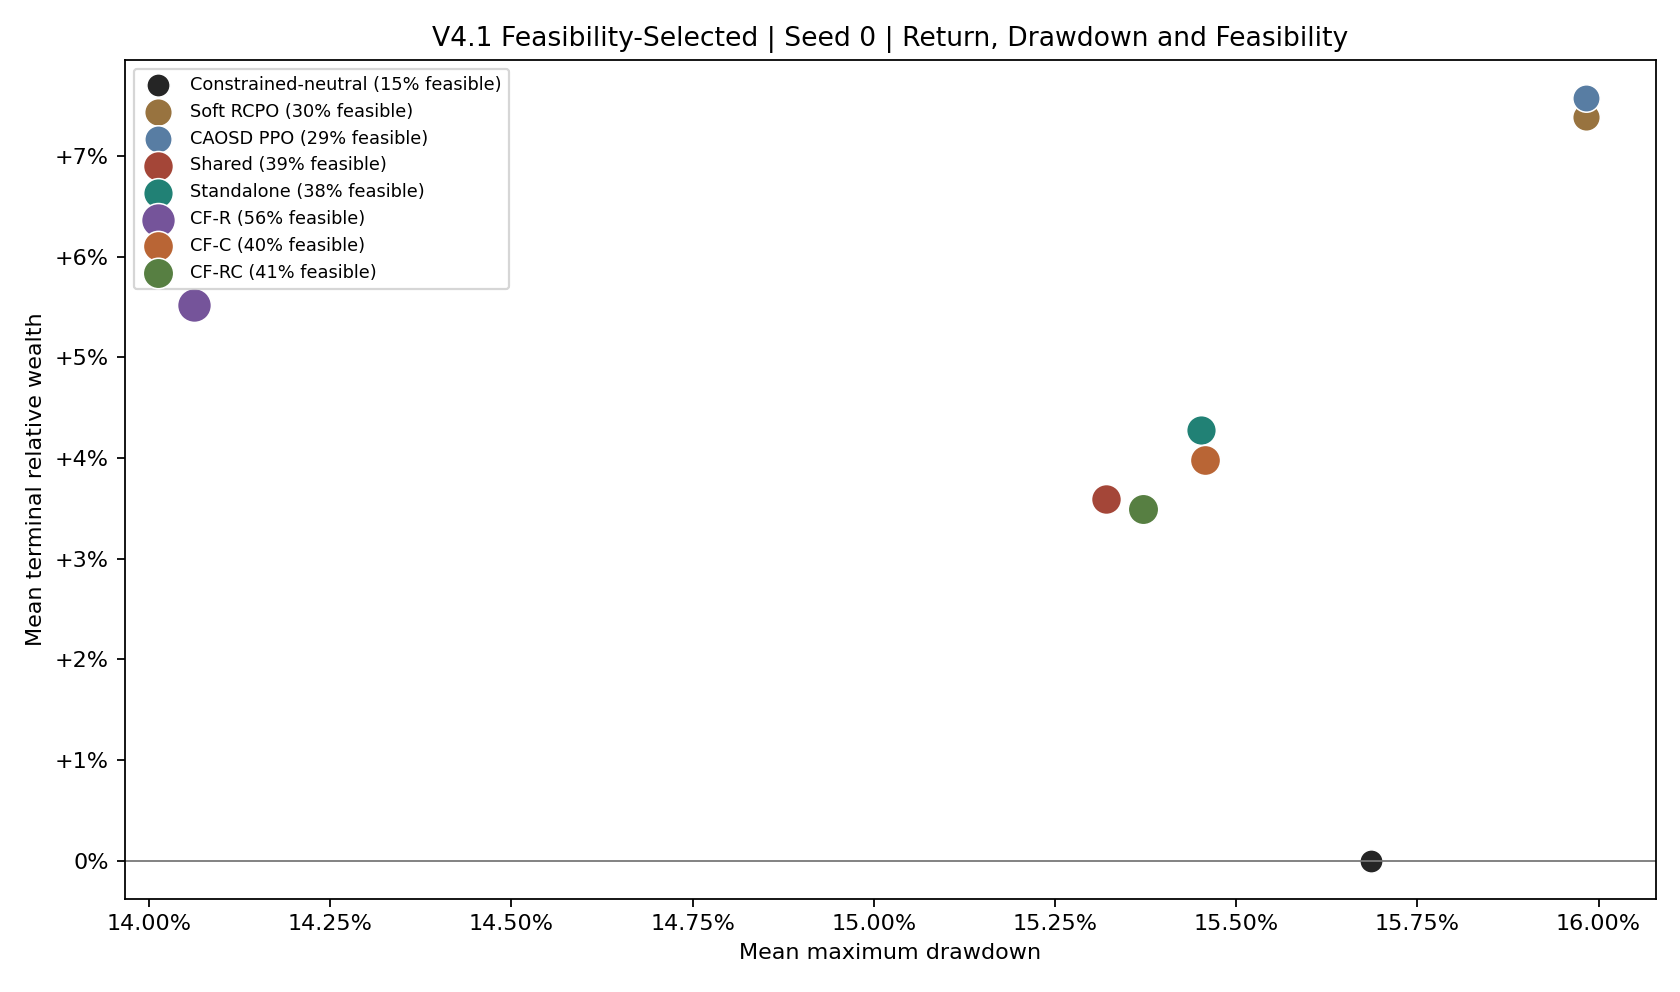 V4.1 Feasibility-Selected | Seed 0 | Return, Drawdown and Feasibility
Constrained-neutral (15% feasible)
Soft RCPO (30% feasible)
CAOSD PPO (29% feasible)
Shared (39% feasible)
Standalone (38% feasible)
CF-R (56% feasible)
CF-C (40% feasible)
CF-RC (41% feasible)
Mean terminal relative wealth
+7%
+6%
+5%
+4%
+3%
+2%
+1%
0%
14.00% 14.25% 14.50% 14.75% 15.00% 15.25% 15.50% 15.75% 16.00%
Mean maximum drawdown